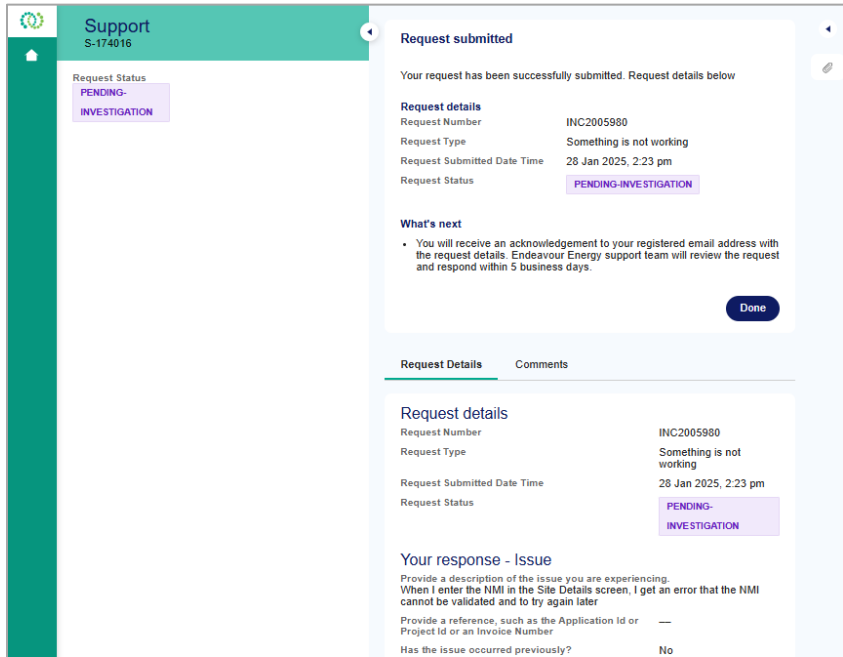 Support
S-174016
Request Status
PENDING-
INVESTIGATION
Request submitted
Your request has been successfully submitted. Request details below
Request details
Request Number INC2005980
Request Type Something is not working
Request Submitted Date Time 28 Jan 2025, 2:23 pm
Request Status PENDING-INVESTIGATION
What's next
• You will receive an acknowledgement to your registered email address with
the request details. Endeavour Energy support team will review the request
and respond within 5 business days.
Done
Request Details Comments
Request details
Request Number INC2005980
Request Type Something is not
working
Request Submitted Date Time 28 Jan 2025, 2:23 pm
Request Status PENDING-
INVESTIGATION
Your response - Issue
Provide a description of the issue you are experiencing.
When I enter the NMI in the Site Details screen, I get an error that the NMI
cannot be validated and to try again later
Provide a reference, such as the Application Id or —
Project Id or an Invoice Number
Has the issue occurred previously? No